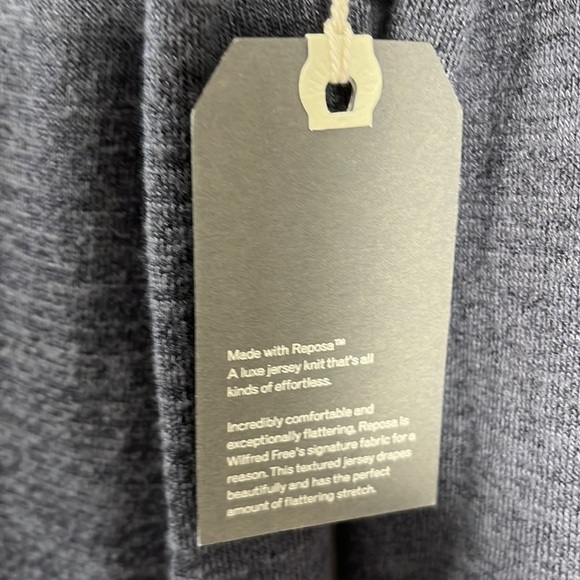 Made with Reposa™
A luxe jersey knit that's all
kinds of effortless.
Incredibly comfortable and
exceptionally flattering, Reposa is
Wilfred Free's signature fabric for a
reason. This textured jersey drapes
beautifully and has the perfect
amount of flattering stretch.